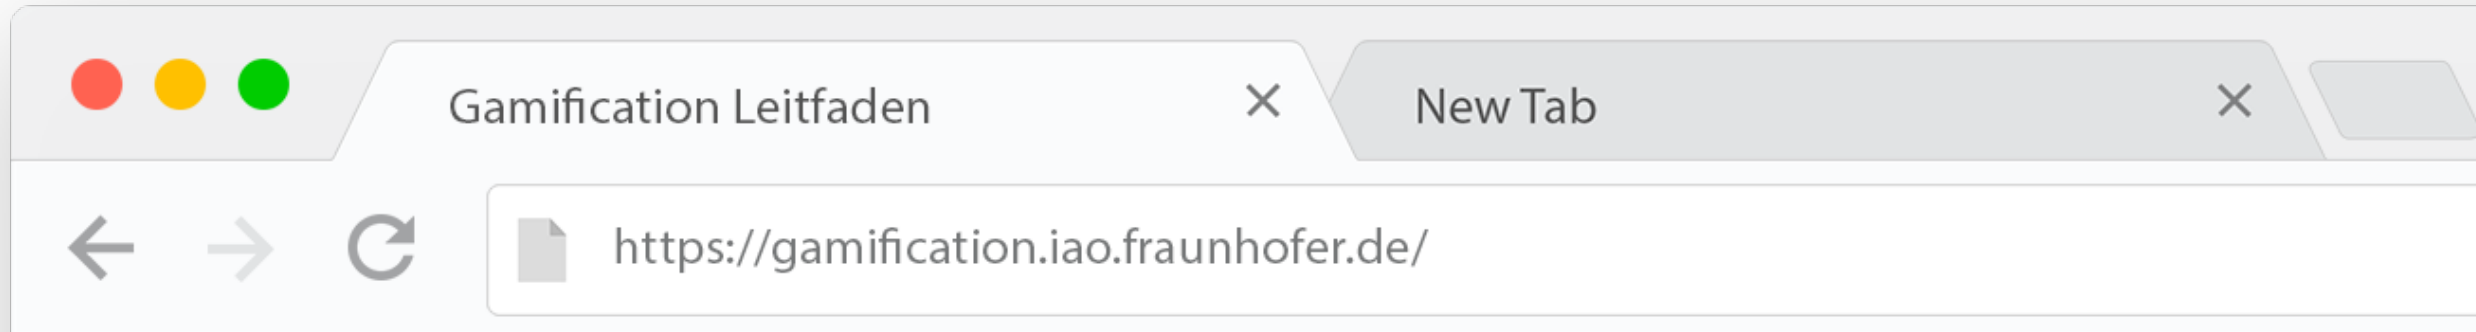 Gamification Leitfaden
New Tab
https://gamification.iao.fraunhofer.de/